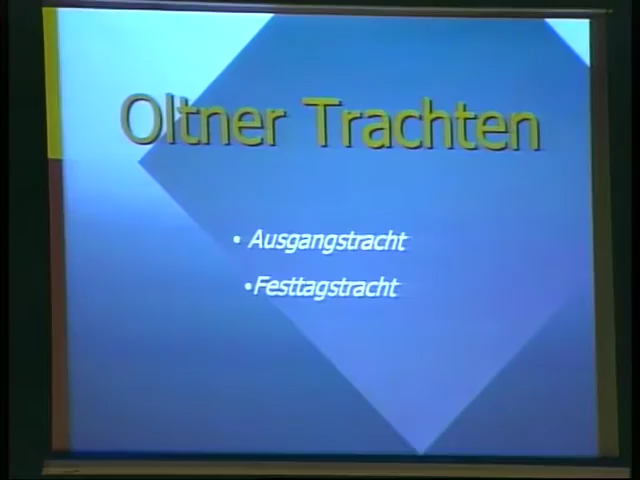 Oltner Trachten
• Ausgangstracht
•Festtagstracht